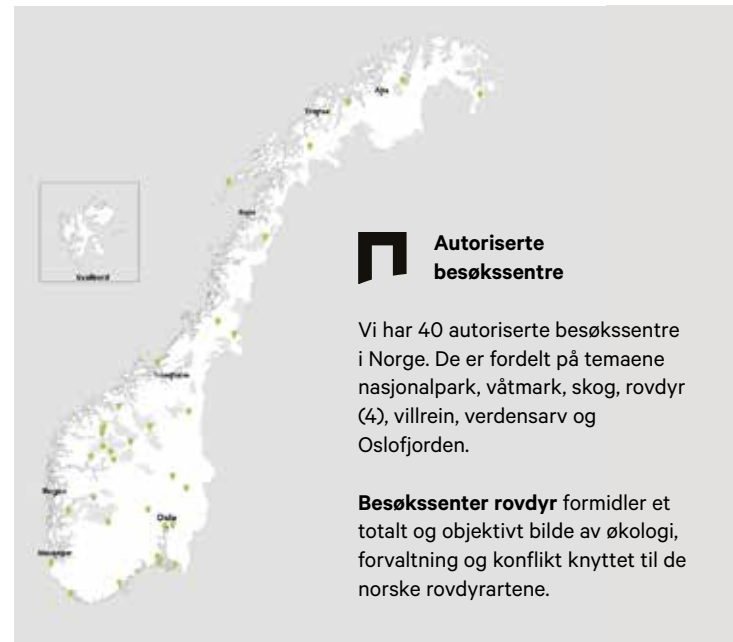 Alta
Tromsø
Bodø
Svalbard
Trondheim
Bergen
Oslo
Stavanger
Autoriserte
besøkssentre
Vi har 40 autoriserte besøkssentre
i Norge. De er fordelt på temaene
nasjonalpark, våtmark, skog, rovdyr
(4), villrein, verdensarv og
Oslofjorden.
Besøkssenter rovdyr formidler et
totalt og objektivt bilde av økologi,
forvaltning og konflikt knyttet til de
norske rovdyrartene.